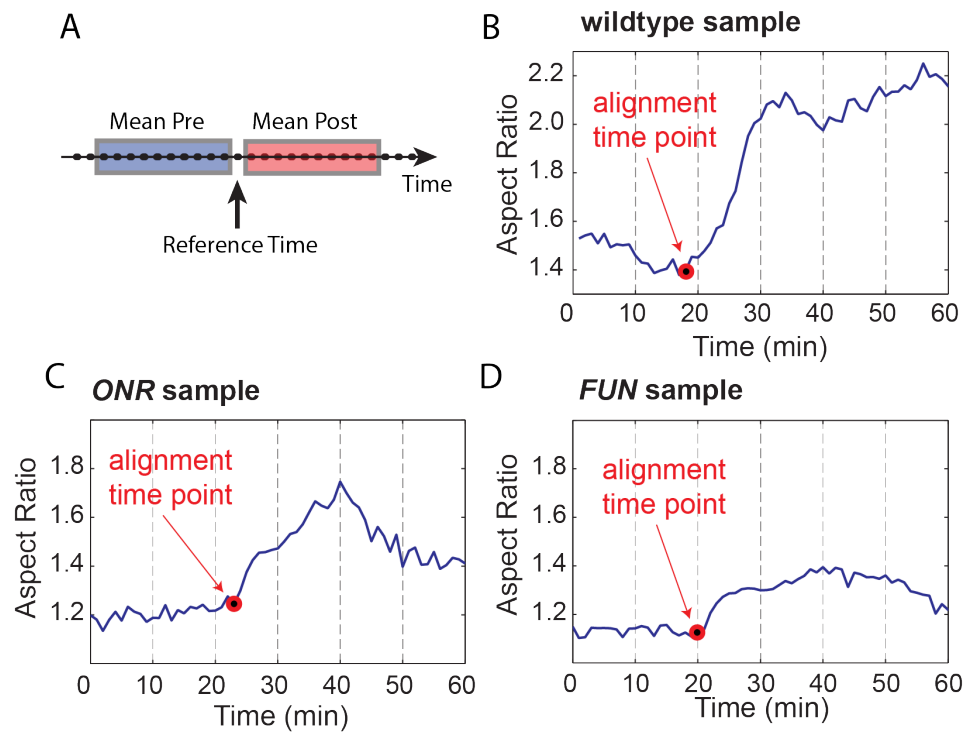 A
Mean Pre
Mean Post
Time
Reference Time
B
wildtype sample
Aspect Ratio
2.2
2.0
1.6
1.4
alignment
time point
0 10 20 30 40 50 60
Time (min)
C
ONR sample
Aspect Ratio
1.8
1.6
1.4
1.2
alignment
time point
0 10 20 30 40 50 60
Time (min)
D
FUN sample
Aspect Ratio
1.8
1.6
1.4
1.2
alignment
time point
0 10 20 30 40 50 60
Time (min)